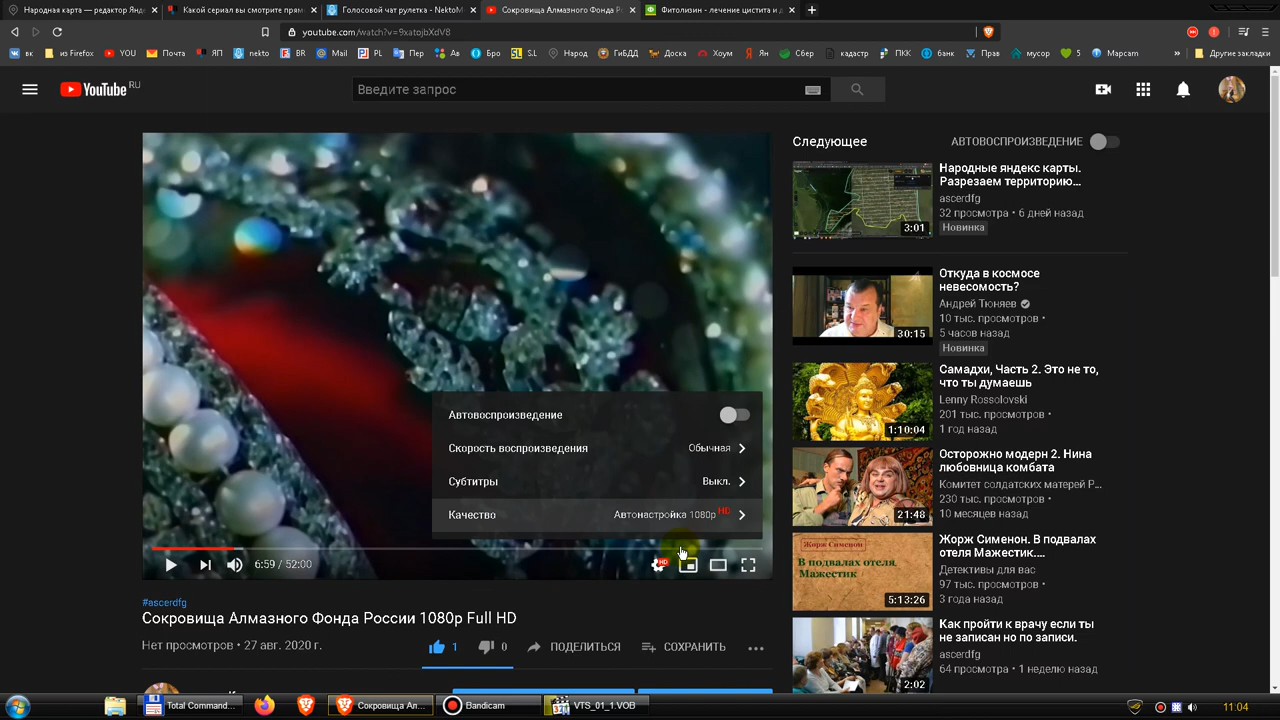 Народная карта — редактор Янд
Какой сериал вы смотрите прям
Голосовой чат рулетка - NektoM
Сокровища Алмазного Фонда Р
Фитолизин - лечение цистита и д
youtube.com/watch?v=9xatojbXdV8
вк
из Firefox
YOU
Почта
ЯП
nekto
BR
Mail
PL
Пер
Ав
Бро
S.L
Народ
ГиБДД
Доска
Хоум
Ян
Сбер
кадастр
ПКК
банк
Прав
мусор
5
Марсам
»
Другие закладки
YouTube RU
Введите запрос
Следующее
АВТОВОСПРОИЗВЕДЕНИЕ
Народные яндекс карты.
Разрезаем территорию...
ascerdfg
32 просмотра • 6 дней назад
Новинка
3:01
Откуда в космосе
невесомость?
Андрей Тюняев
10 тыс. просмотров •
5 часов назад
Новинка
30:15
Самадхи, Часть 2. Это не то,
что ты думаешь
Lenny Rossolovski
201 тыс. просмотров •
1 год назад
1:10:04
Осторожно модерн 2. Нина
любовница комбата
Комитет солдатских матерей Р...
230 тыс. просмотров •
10 месяцев назад
21:48
Жорж Сименон
В подвалах отеля
Мажестик
Жорж Сименон. В подвалах
отеля Мажестик....
Детективы для вас
97 тыс. просмотров •
3 года назад
5:13:26
Как пройти к врачу если ты
не записан но по записи.
ascerdfg
64 просмотра • 1 неделю назад
2:02
Автовоспроизведение
Скорость воспроизведения Обычная
Субтитры Выкл.
Качество Автонастройка 1080p HD
6:59 / 52:00
HD
#ascerdfg
Сокровища Алмазного Фонда России 1080p Full HD
Нет просмотров • 27 авг. 2020 г.
1
0
ПОДЕЛИТЬСЯ
СОХРАНИТЬ
Total Command...
Сокровища Ал...
Bandicam
VTS_01_1.VOB
11:04